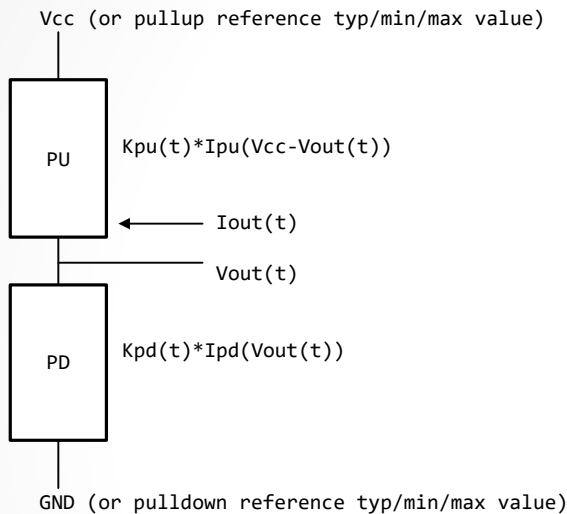 Vcc (or pullup reference typ/min/max value)
PU
Kpu(t)*Ipu(Vcc-Vout(t))
Iout(t)
Vout(t)
PD
Kpd(t)*Ipd(Vout(t))
GND (or pulldown reference typ/min/max value)